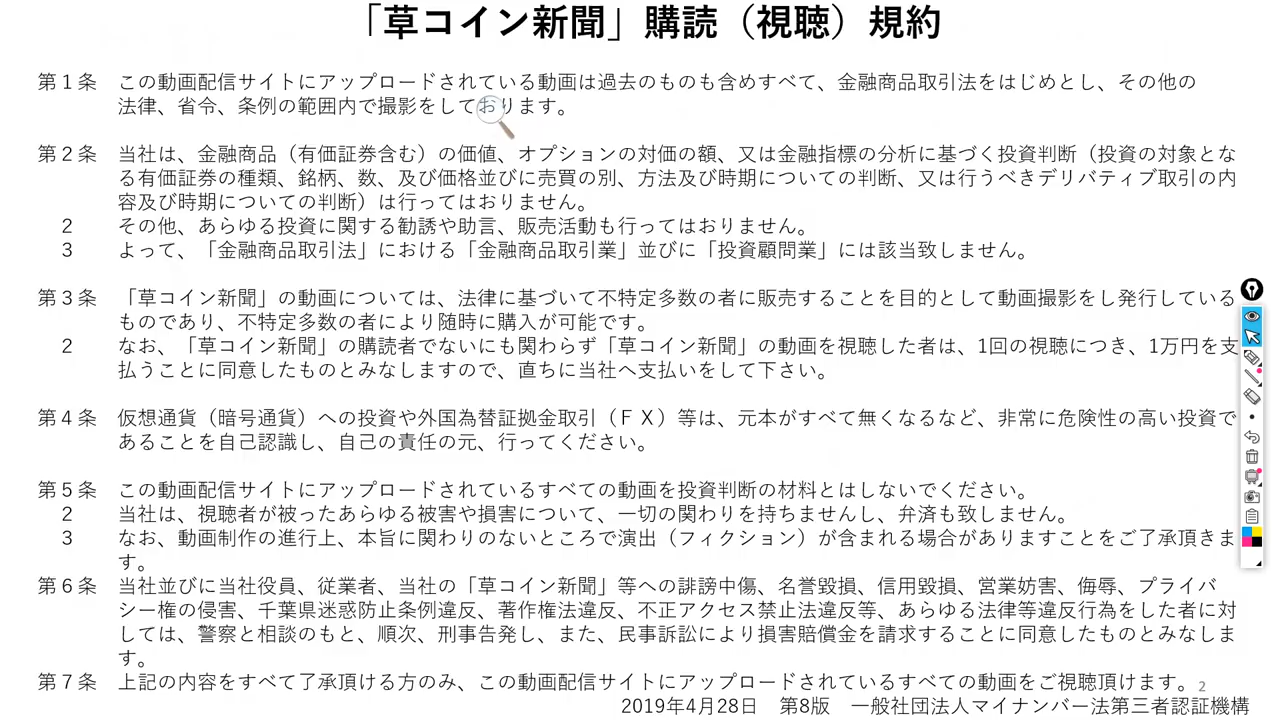 「草コイン新聞」購読（視聴）規約
第１条　この動画配信サイトにアップロードされている動画は過去のものも含めすべて、金融商品取引法をはじめとし、その他の
法律、省令、条例の範囲内で撮影をしております。
第２条　当社は、金融商品（有価証券含む）の価値、オプションの対価の額、又は金融指標の分析に基づく投資判断（投資の対象とな
る有価証券の種類、銘柄、数、及び価格並びに売買の別、方法及び時期についての判断、又は行うべきデリバティブ取引の内
容及び時期についての判断）は行ってはおりません。
２　その他、あらゆる投資に関する勧誘や助言、販売活動も行ってはおりません。
３　よって、「金融商品取引法」における「金融商品取引業」並びに「投資顧問業」には該当致しません。
第３条　「草コイン新聞」の動画については、法律に基づいて不特定多数の者に販売することを目的として動画撮影をし発行している
ものであり、不特定多数の者により随時に購入が可能です。
２　なお、「草コイン新聞」の購読者でないにも関わらず「草コイン新聞」の動画を視聴した者は、1回の視聴につき、1万円を支
払うことに同意したものとみなしますので、直ちに当社へ支払いをして下さい。
第４条　仮想通貨（暗号通貨）への投資や外国為替証拠金取引（ＦＸ）等は、元本がすべて無くなるなど、非常に危険性の高い投資で
あることを自己認識し、自己の責任の元、行ってください。
第５条　この動画配信サイトにアップロードされているすべての動画を投資判断の材料とはしないでください。
２　当社は、視聴者が被ったあらゆる被害や損害について、一切の関わりを持ちませんし、弁済も致しません。
３　なお、動画制作の進行上、本旨に関わりのないところで演出（フィクション）が含まれる場合がありますことをご了承頂きま
す。
第６条　当社並びに当社役員、従業者、当社の「草コイン新聞」等への誹謗中傷、名誉毀損、信用毀損、営業妨害、侮辱、プライバ
シー権の侵害、千葉県迷惑防止条例違反、著作権法違反、不正アクセス禁止法違反等、あらゆる法律等違反行為をした者に対
しては、警察と相談のもと、順次、刑事告発し、また、民事訴訟により損害賠償金を請求することに同意したものとみなしま
す。
第７条　上記の内容をすべて了承頂ける方のみ、この動画配信サイトにアップロードされているすべての動画をご視聴頂けます。
2
2019年4月28日　第8版　一般社団法人マイナンバー法第三者認証機構